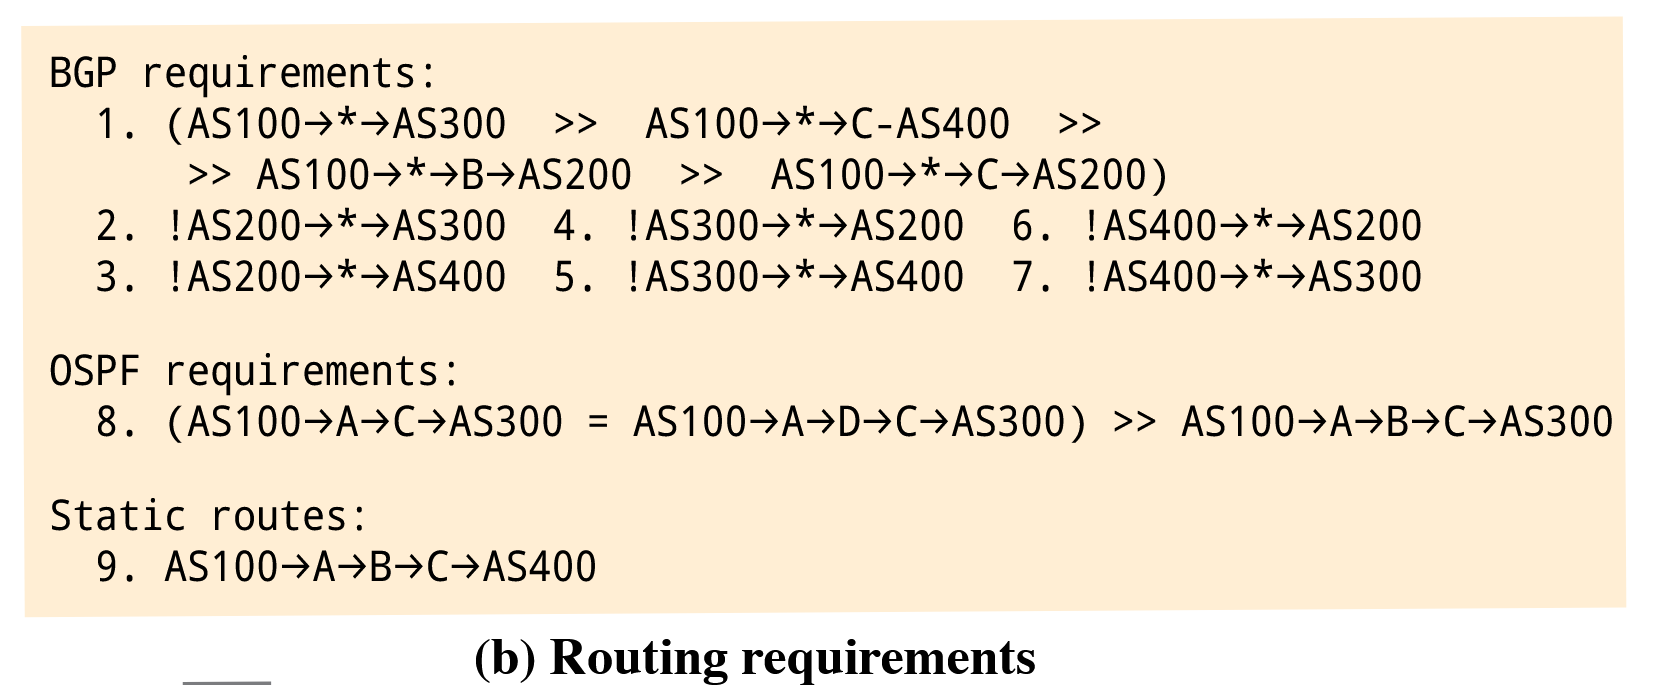 BGP requirements:
1. (AS100→*→AS300 >> AS100→*→C-AS400 >>
>> AS100→*→B→AS200 >> AS100→*→C→AS200)
2. !AS200→*→AS300 4. !AS300→*→AS200 6. !AS400→*→AS200
3. !AS200→*→AS400 5. !AS300→*→AS400 7. !AS400→*→AS300
OSPF requirements:
8. (AS100→A→C→AS300 = AS100→A→D→C→AS300) >> AS100→A→B→C→AS300
Static routes:
9. AS100→A→B→C→AS400
(b) Routing requirements